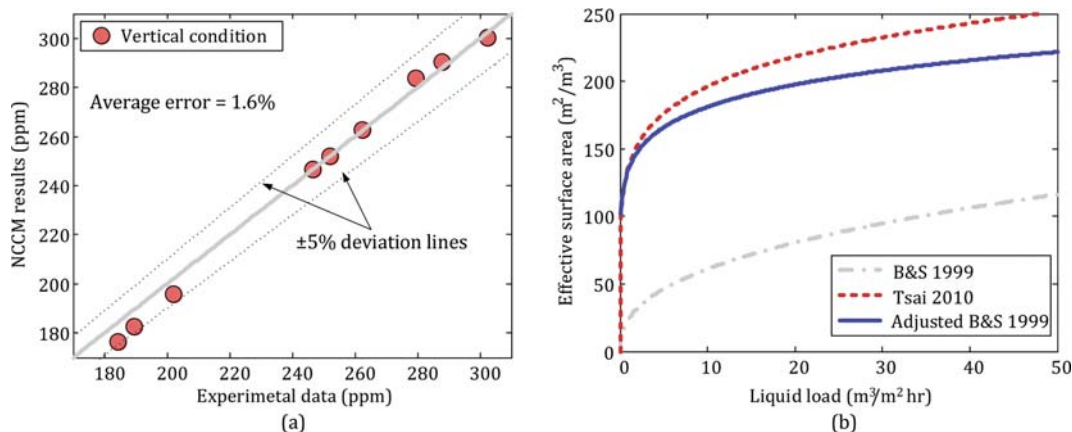 Vertical condition
Average error = 1.6%
±5% deviation lines
NCCM results (ppm)
300
280
260
240
220
200
180
180 200 220 240 260 280 300
Experimetal data (ppm)
(a)
Effective surface area (m²/m³)
250
200
150
100
50
0
B&S 1999
Tsai 2010
Adjusted B&S 1999
0 10 20 30 40 50
Liquid load (m³/m² hr)
(b)